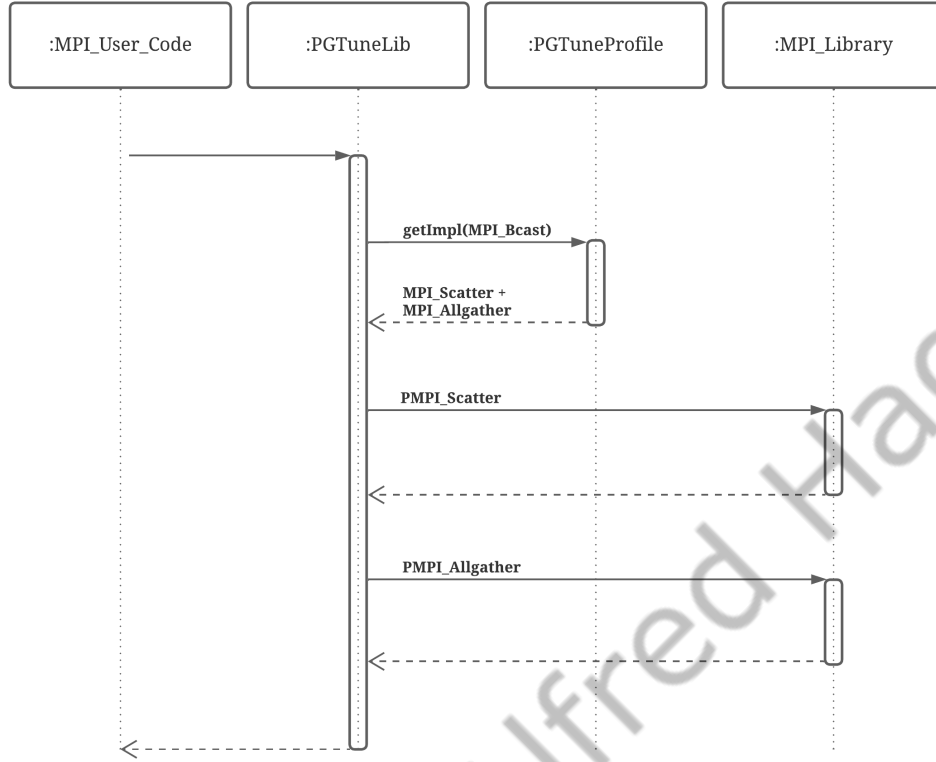 :MPI_User_Code
:PGTuneLib
:PGTuneProfile
:MPI_Library
getImpl(MPI_Bcast)
MPI_Scatter +
MPI_Allgather
PMPI_Scatter
PMPI_Allgather